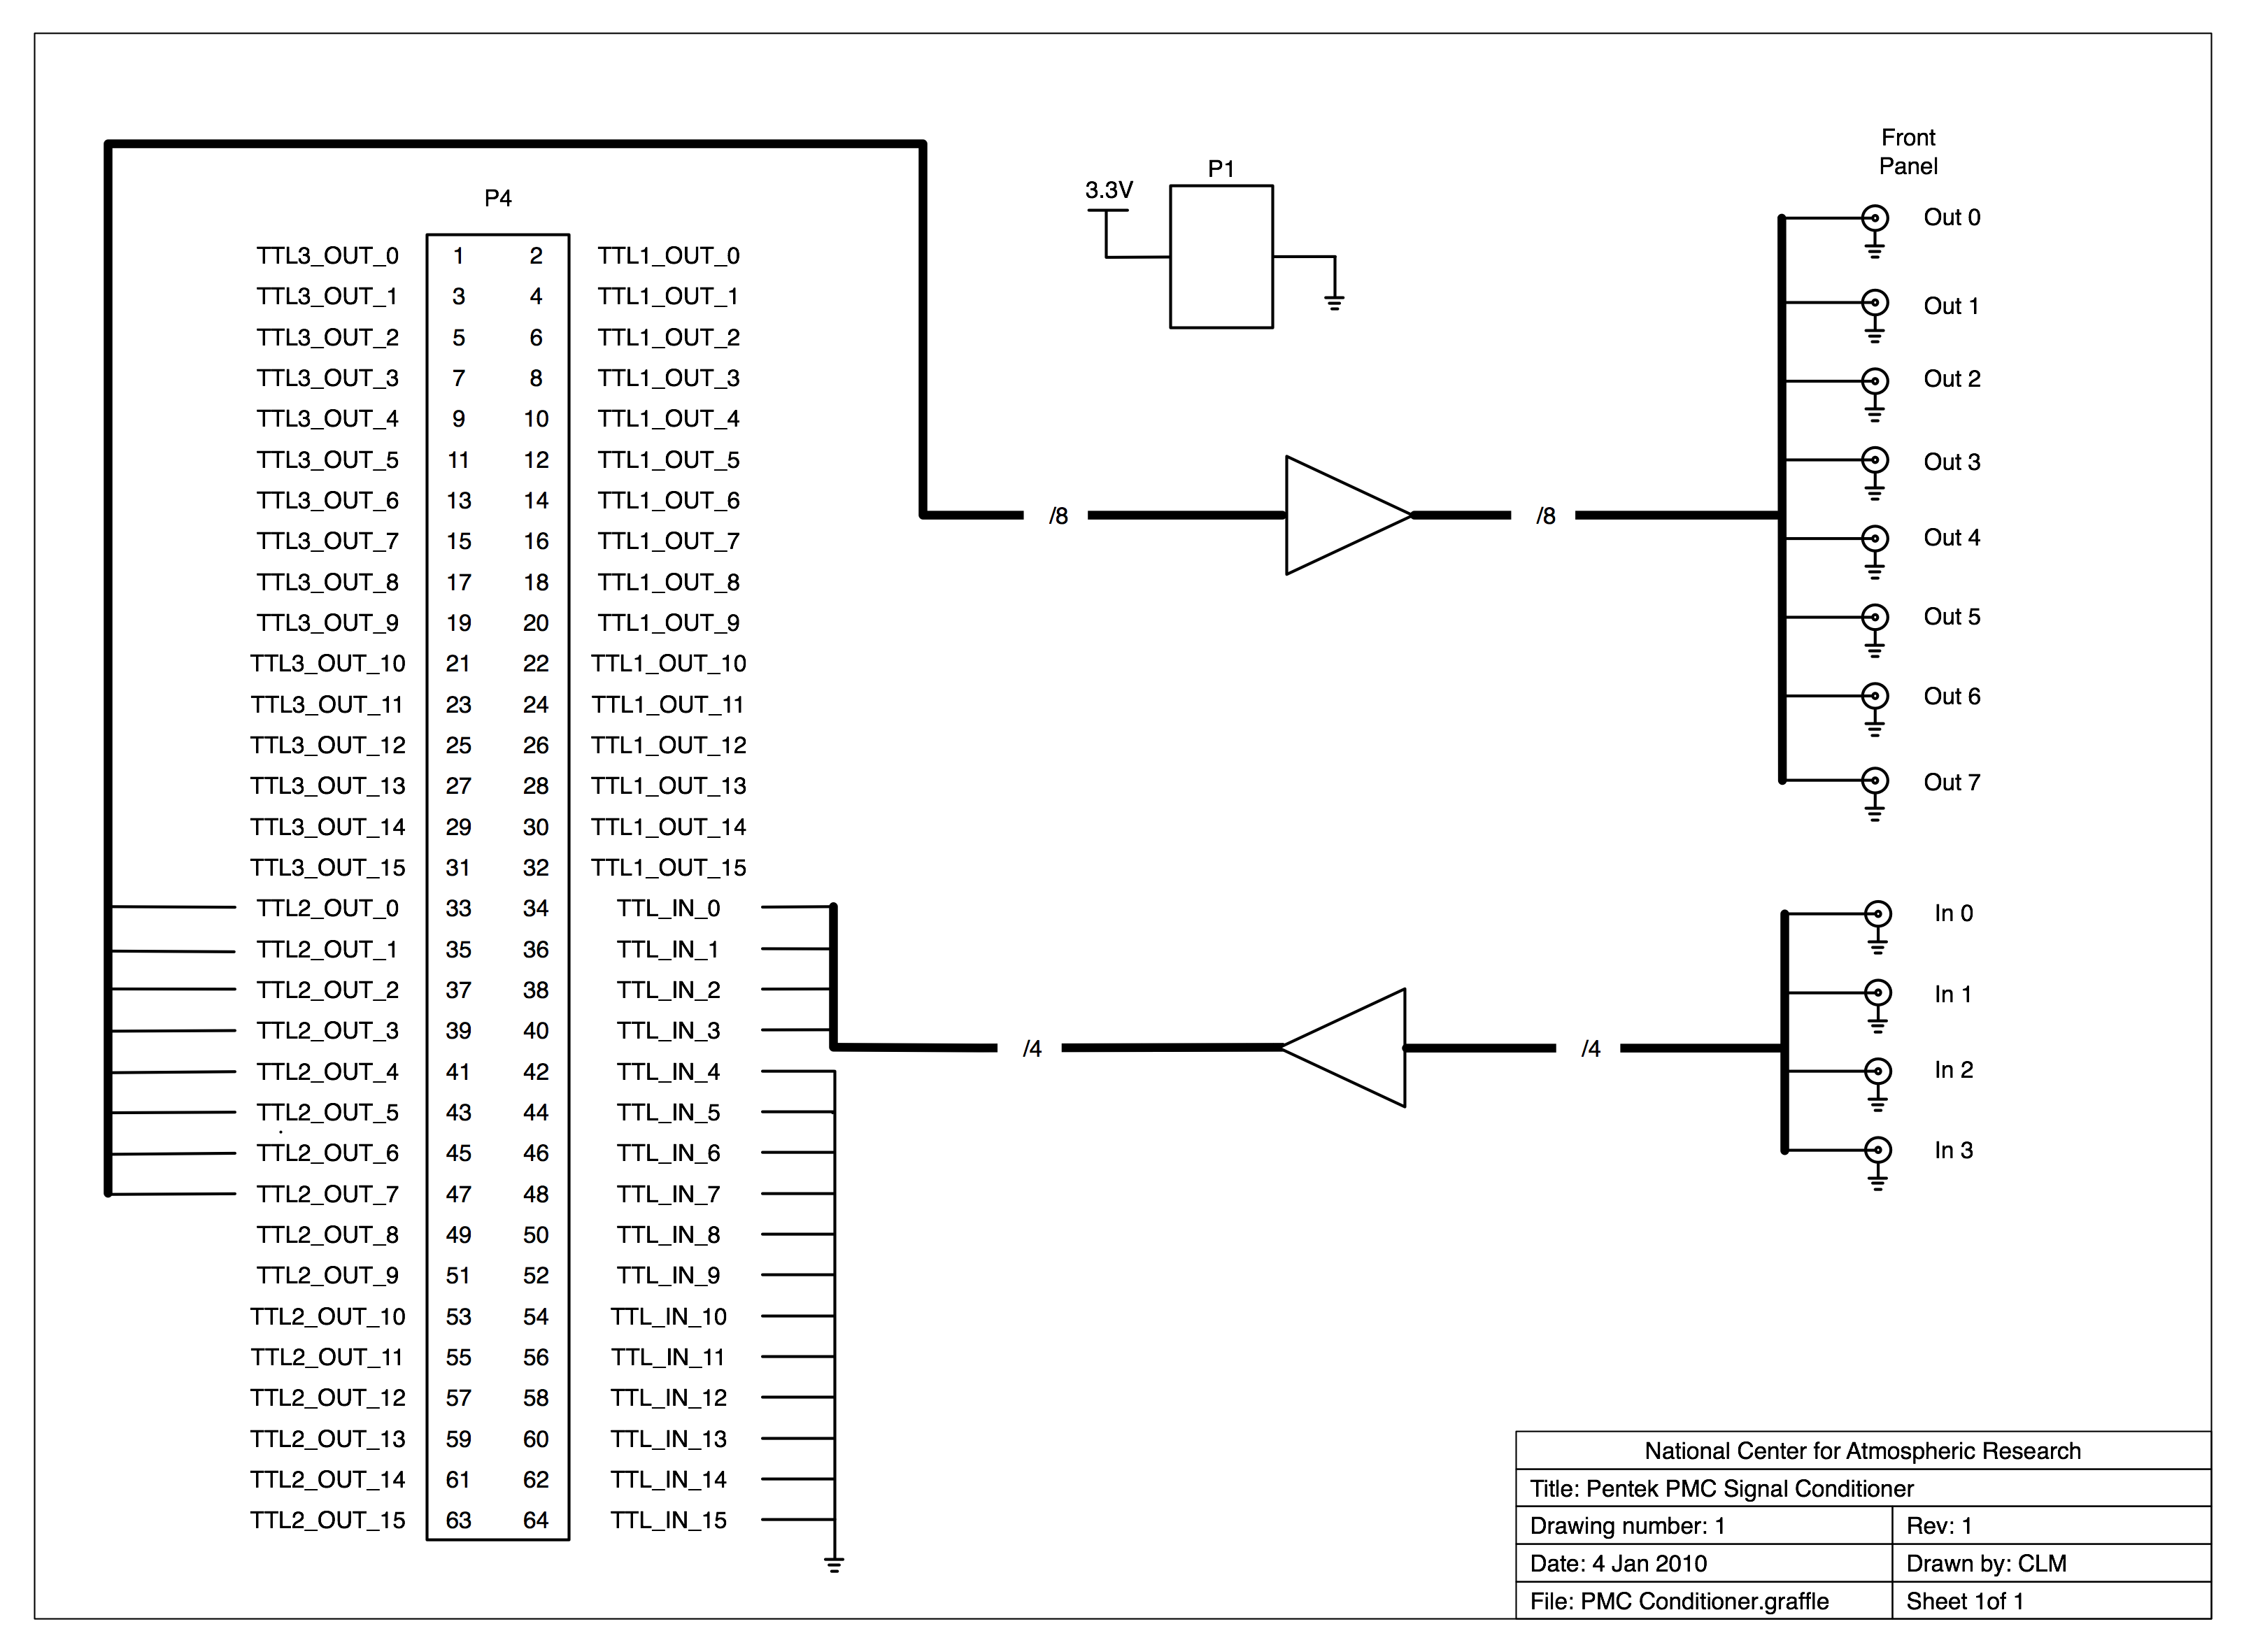 Front
Panel
P4
P1
3.3V
Out 0
Out 1
Out 2
Out 3
Out 4
Out 5
Out 6
Out 7
TTL3_OUT_0 1 2 TTL1_OUT_0
TTL3_OUT_1 3 4 TTL1_OUT_1
TTL3_OUT_2 5 6 TTL1_OUT_2
TTL3_OUT_3 7 8 TTL1_OUT_3
TTL3_OUT_4 9 10 TTL1_OUT_4
TTL3_OUT_5 11 12 TTL1_OUT_5
TTL3_OUT_6 13 14 TTL1_OUT_6
TTL3_OUT_7 15 16 TTL1_OUT_7
TTL3_OUT_8 17 18 TTL1_OUT_8
TTL3_OUT_9 19 20 TTL1_OUT_9
TTL3_OUT_10 21 22 TTL1_OUT_10
TTL3_OUT_11 23 24 TTL1_OUT_11
TTL3_OUT_12 25 26 TTL1_OUT_12
TTL3_OUT_13 27 28 TTL1_OUT_13
TTL3_OUT_14 29 30 TTL1_OUT_14
TTL3_OUT_15 31 32 TTL1_OUT_15
TTL2_OUT_0 33 34 TTL_IN_0
TTL2_OUT_1 35 36 TTL_IN_1
TTL2_OUT_2 37 38 TTL_IN_2
TTL2_OUT_3 39 40 TTL_IN_3
TTL2_OUT_4 41 42 TTL_IN_4
TTL2_OUT_5 43 44 TTL_IN_5
TTL2_OUT_6 45 46 TTL_IN_6
TTL2_OUT_7 47 48 TTL_IN_7
TTL2_OUT_8 49 50 TTL_IN_8
TTL2_OUT_9 51 52 TTL_IN_9
TTL2_OUT_10 53 54 TTL_IN_10
TTL2_OUT_11 55 56 TTL_IN_11
TTL2_OUT_12 57 58 TTL_IN_12
TTL2_OUT_13 59 60 TTL_IN_13
TTL2_OUT_14 61 62 TTL_IN_14
TTL2_OUT_15 63 64 TTL_IN_15
/8
/8
/4
/4
In 0
In 1
In 2
In 3
National Center for Atmospheric Research
Title: Pentek PMC Signal Conditioner
Drawing number: 1
Rev: 1
Date: 4 Jan 2010
Drawn by: CLM
File: PMC Conditioner.graffle
Sheet 1of 1